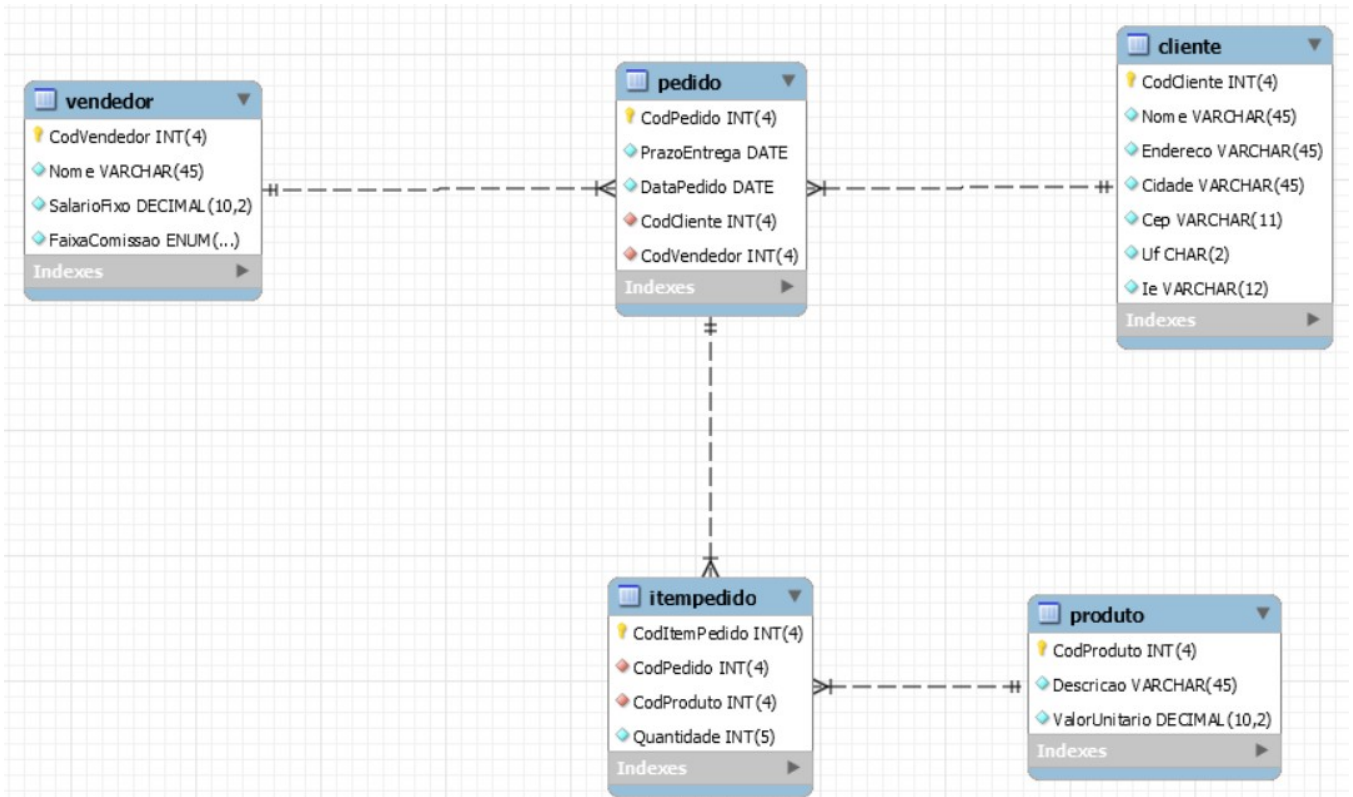 vendedor
CodVendedor INT(4)
Nome VARCHAR(45)
SalarioFixo DECIMAL(10,2)
FaixaComissao ENUM(...)
Indexes
pedido
CodPedido INT(4)
PrazoEntrega DATE
DataPedido DATE
CodCliente INT(4)
CodVendedor INT(4)
Indexes
cliente
CodCliente INT(4)
Nome VARCHAR(45)
Endereco VARCHAR(45)
Cidade VARCHAR(45)
Cep VARCHAR(11)
Uf CHAR(2)
Ie VARCHAR(12)
Indexes
itempedido
CodItemPedido INT(4)
CodPedido INT(4)
CodProduto INT(4)
Quantidade INT(5)
Indexes
produto
CodProduto INT(4)
Descricao VARCHAR(45)
ValorUnitario DECIMAL(10,2)
Indexes